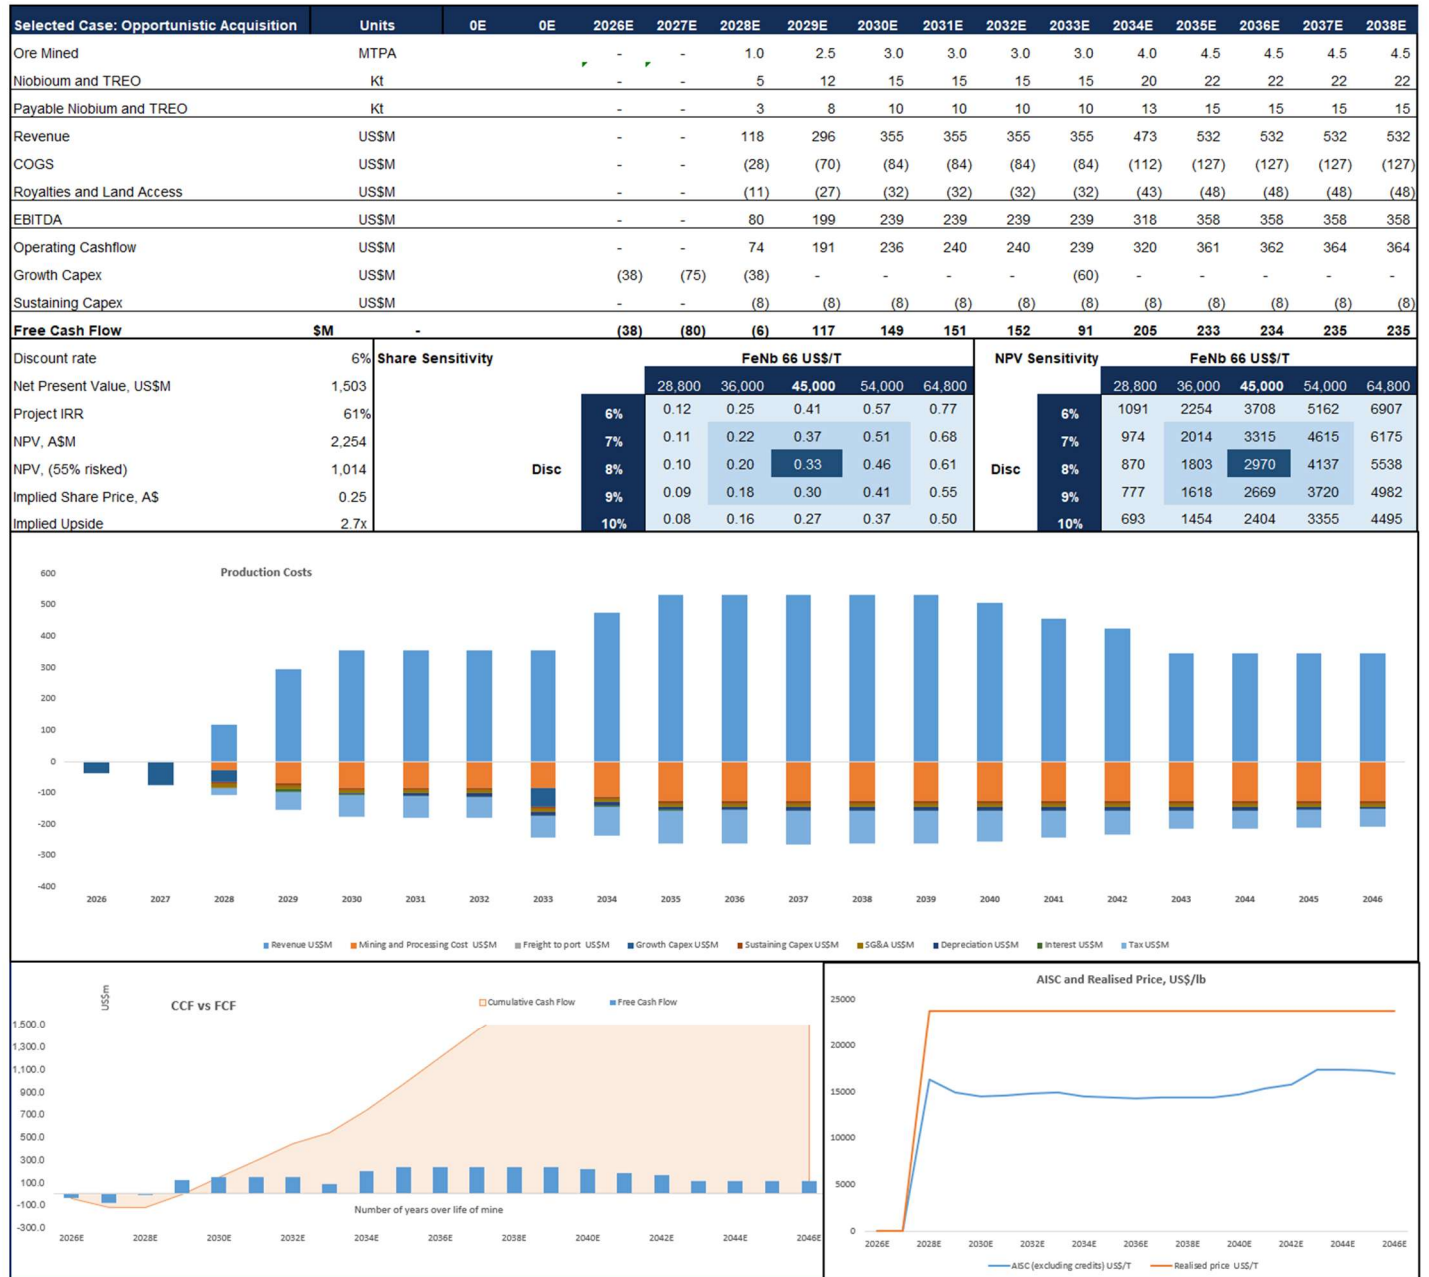 Selected Case: Opportunistic Acquisition Units 0E 0E 2026E 2027E 2028E 2029E 2030E 2031E 2032E 2033E 2034E 2035E 2036E 2037E 2038E
Ore Mined MTPA - - 1.0 2.5 3.0 3.0 3.0 3.0 4.0 4.5 4.5 4.5 4.5
Niobioum and TREO Kt - - 5 12 15 15 15 15 20 22 22 22 22
Payable Niobium and TREO Kt - - 3 8 10 10 10 10 13 15 15 15 15
Revenue US$M - - 118 296 355 355 355 355 473 532 532 532 532
COGS US$M - - (28) (70) (84) (84) (84) (84) (112) (127) (127) (127) (127)
Royalties and Land Access US$M - - (11) (27) (32) (32) (32) (32) (43) (48) (48) (48) (48)
EBITDA US$M - - 80 199 239 239 239 239 318 358 358 358 358
Operating Cashflow US$M - - 74 191 236 240 240 239 320 361 362 364 364
Growth Capex US$M (38) (75) (38) - - - - (60) - - - - -
Sustaining Capex US$M - - (8) (8) (8) (8) (8) (8) (8) (8) (8) (8) (8)
Free Cash Flow $M - (38) (80) (6) 117 149 151 152 91 205 233 234 235 235
Discount rate 6% Share Sensitivity FeNb 66 US$/T NPV Sensitivity FeNb 66 US$/T
Net Present Value, US$M 1,503 28,800 36,000 45,000 54,000 64,800 28,800 36,000 45,000 54,000 64,800
Project IRR 61% 6% 0.12 0.25 0.41 0.57 0.77 6% 1091 2254 3708 5162 6907
NPV, A$M 2,254 7% 0.11 0.22 0.37 0.51 0.68 7% 974 2014 3315 4615 6175
NPV, (55% risked) 1,014 Disc 8% 0.10 0.20 0.33 0.46 0.61 Disc 8% 870 1803 2970 4137 5538
Implied Share Price, A$ 0.25 9% 0.09 0.18 0.30 0.41 0.55 9% 777 1618 2669 3720 4982
Implied Upside 2.7x 10% 0.08 0.16 0.27 0.37 0.50 10% 693 1454 2404 3355 4495
Production Costs
600
500
400
300
200
100
0
-100
-200
-300
-400
2026 2027 2028 2029 2030 2031 2032 2033 2034 2035 2036 2037 2038 2039 2040 2041 2042 2043 2044 2045 2046
Revenue US$M Mining and Processing Cost US$M Freight to port US$M Growth Capex US$M Sustaining Capex US$M SG&A US$M Depreciation US$M Interest US$M Tax US$M
US$m
CCF vs FCF
Cumulative Cash Flow Free Cash Flow
1,500.0
1,300.0
1,100.0
900.0
700.0
500.0
300.0
100.0
-100.0
-300.0
Number of years over life of mine
2026E 2028E 2030E 2032E 2034E 2036E 2038E 2040E 2042E 2044E 2046E
AISC and Realised Price, US$/lb
25000
20000
15000
10000
5000
0
2026E 2028E 2030E 2032E 2034E 2036E 2038E 2040E 2042E 2044E 2046E
AISC (excluding credits) US$/T Realised price US$/T